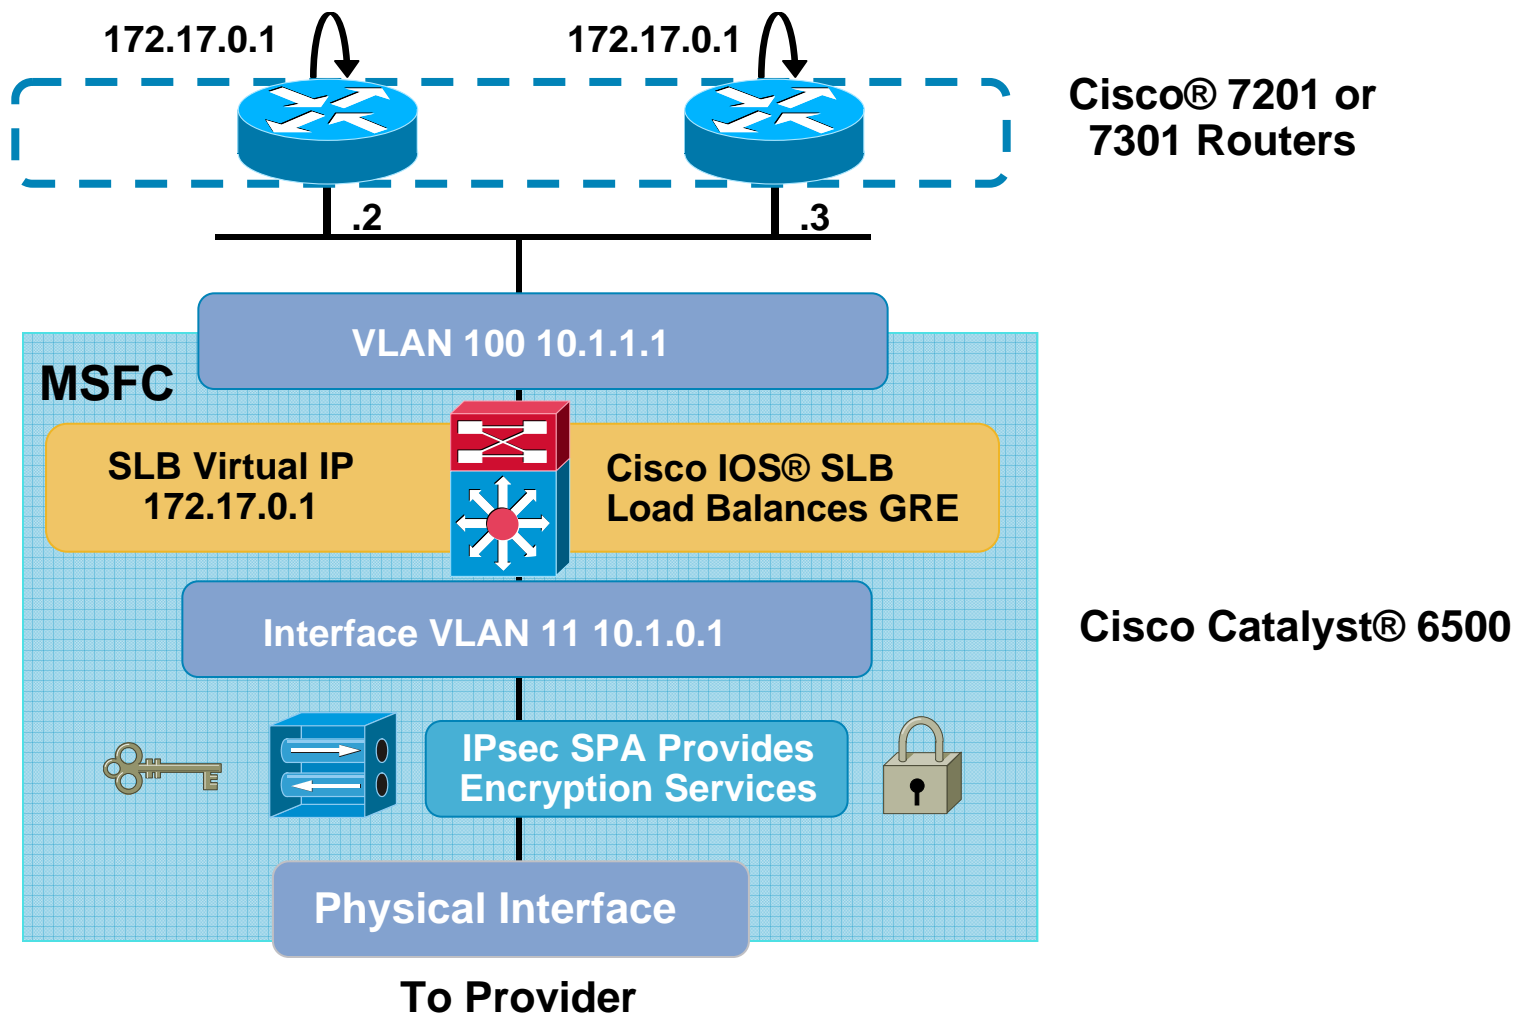 172.17.0.1
172.17.0.1
Cisco® 7201 or
7301 Routers
.2
.3
VLAN 100 10.1.1.1
MSFC
SLB Virtual IP
172.17.0.1
Cisco IOS® SLB
Load Balances GRE
Interface VLAN 11 10.1.0.1
Cisco Catalyst® 6500
IPsec SPA Provides
Encryption Services
Physical Interface
To Provider